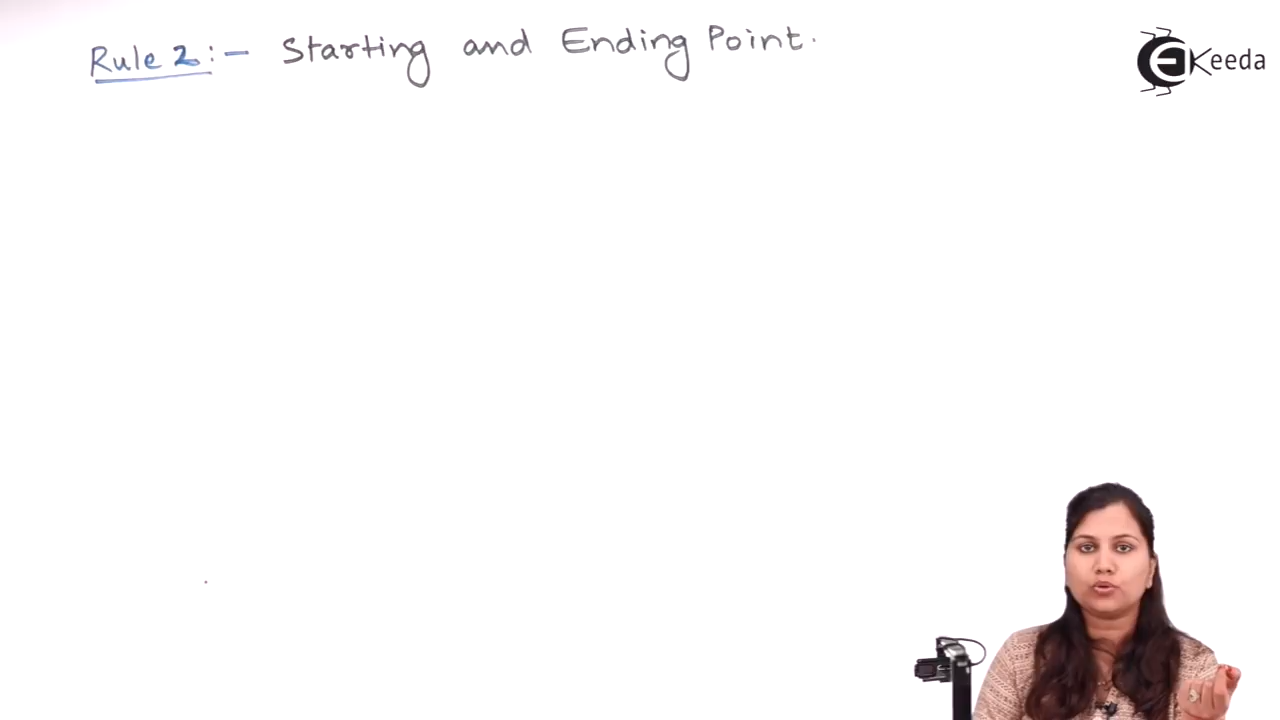 Rule 2 :- Starting and Ending Point.
EKeeda